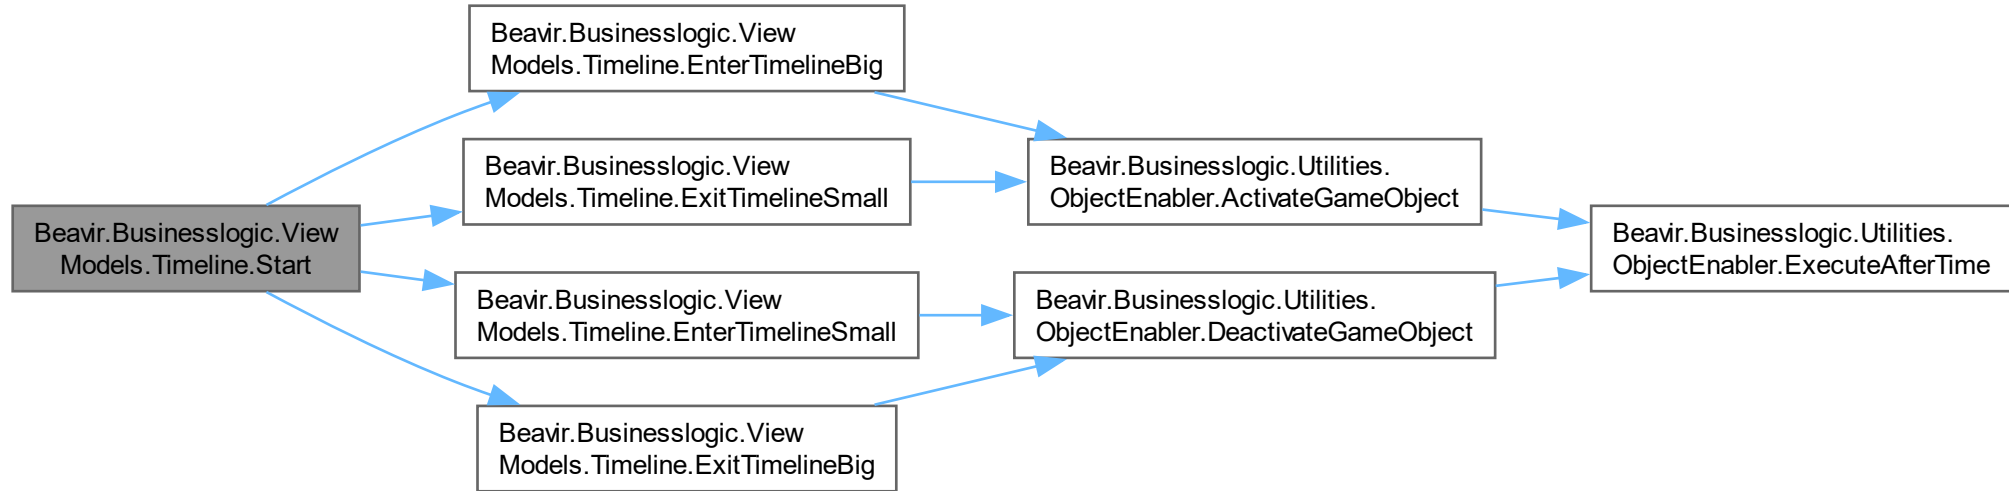 Beavir.Businesslogic.View
Models.Timeline.Start
Beavir.Businesslogic.View
Models.Timeline.EnterTimelineBig
Beavir.Businesslogic.View
Models.Timeline.ExitTimelineSmall
Beavir.Businesslogic.View
Models.Timeline.EnterTimelineSmall
Beavir.Businesslogic.View
Models.Timeline.ExitTimelineBig
Beavir.Businesslogic.Utilities.
ObjectEnabler.ActivateGameObject
Beavir.Businesslogic.Utilities.
ObjectEnabler.DeactivateGameObject
Beavir.Businesslogic.Utilities.
ObjectEnabler.ExecuteAfterTime